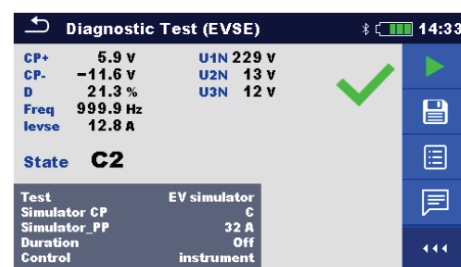 Diagnostic Test (EVSE) 14:33
CP+ 5.9 V U1N 229 V
CP- −11.6 V U2N 13 V
D 21.3 % U3N 12 V
Freq 999.9 Hz
Ievse 12.8 A
State C2
Test EV simulator
Simulator CP C
Simulator_PP 32 A
Duration Off
Control instrument